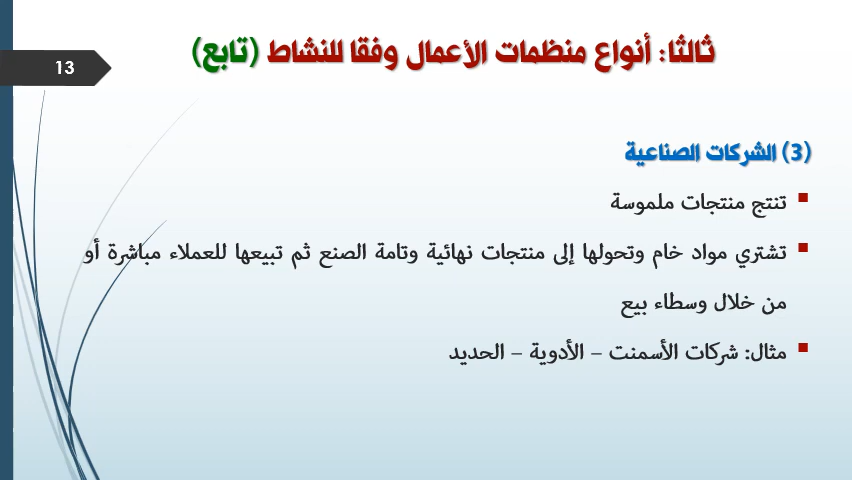 ثالثا: أنواع منظمات الأعمال وفقا للنشاط (تابع)
13
(3) الشركات الصناعية
تنتج منتجات ملموسة
تشتري مواد خام وتحولها إلى منتجات نهائية وتامة الصنع ثم تبيعها للعملاء مباشرة أو
من خلال وسطاء بيع
مثال: شركات الأسمنت – الأدوية – الحديد